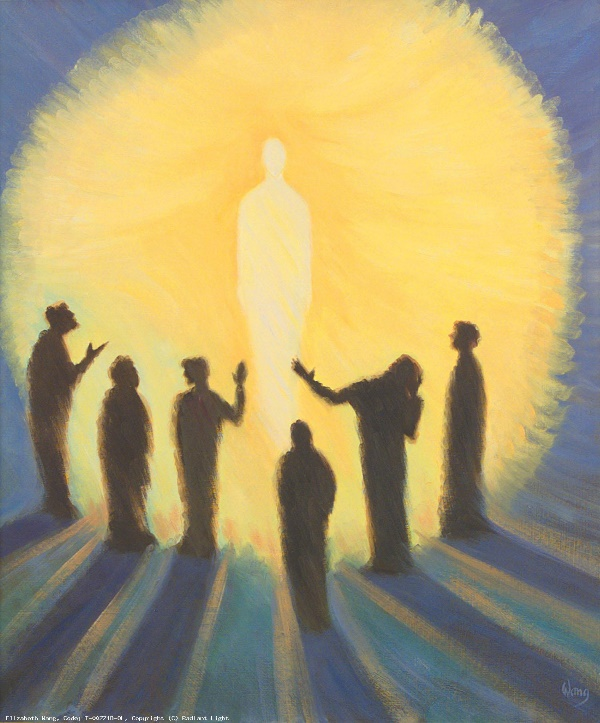 Wang
Elizabeth Wang, Code: T-00721B-OL, Copyright (C) Radiant Light